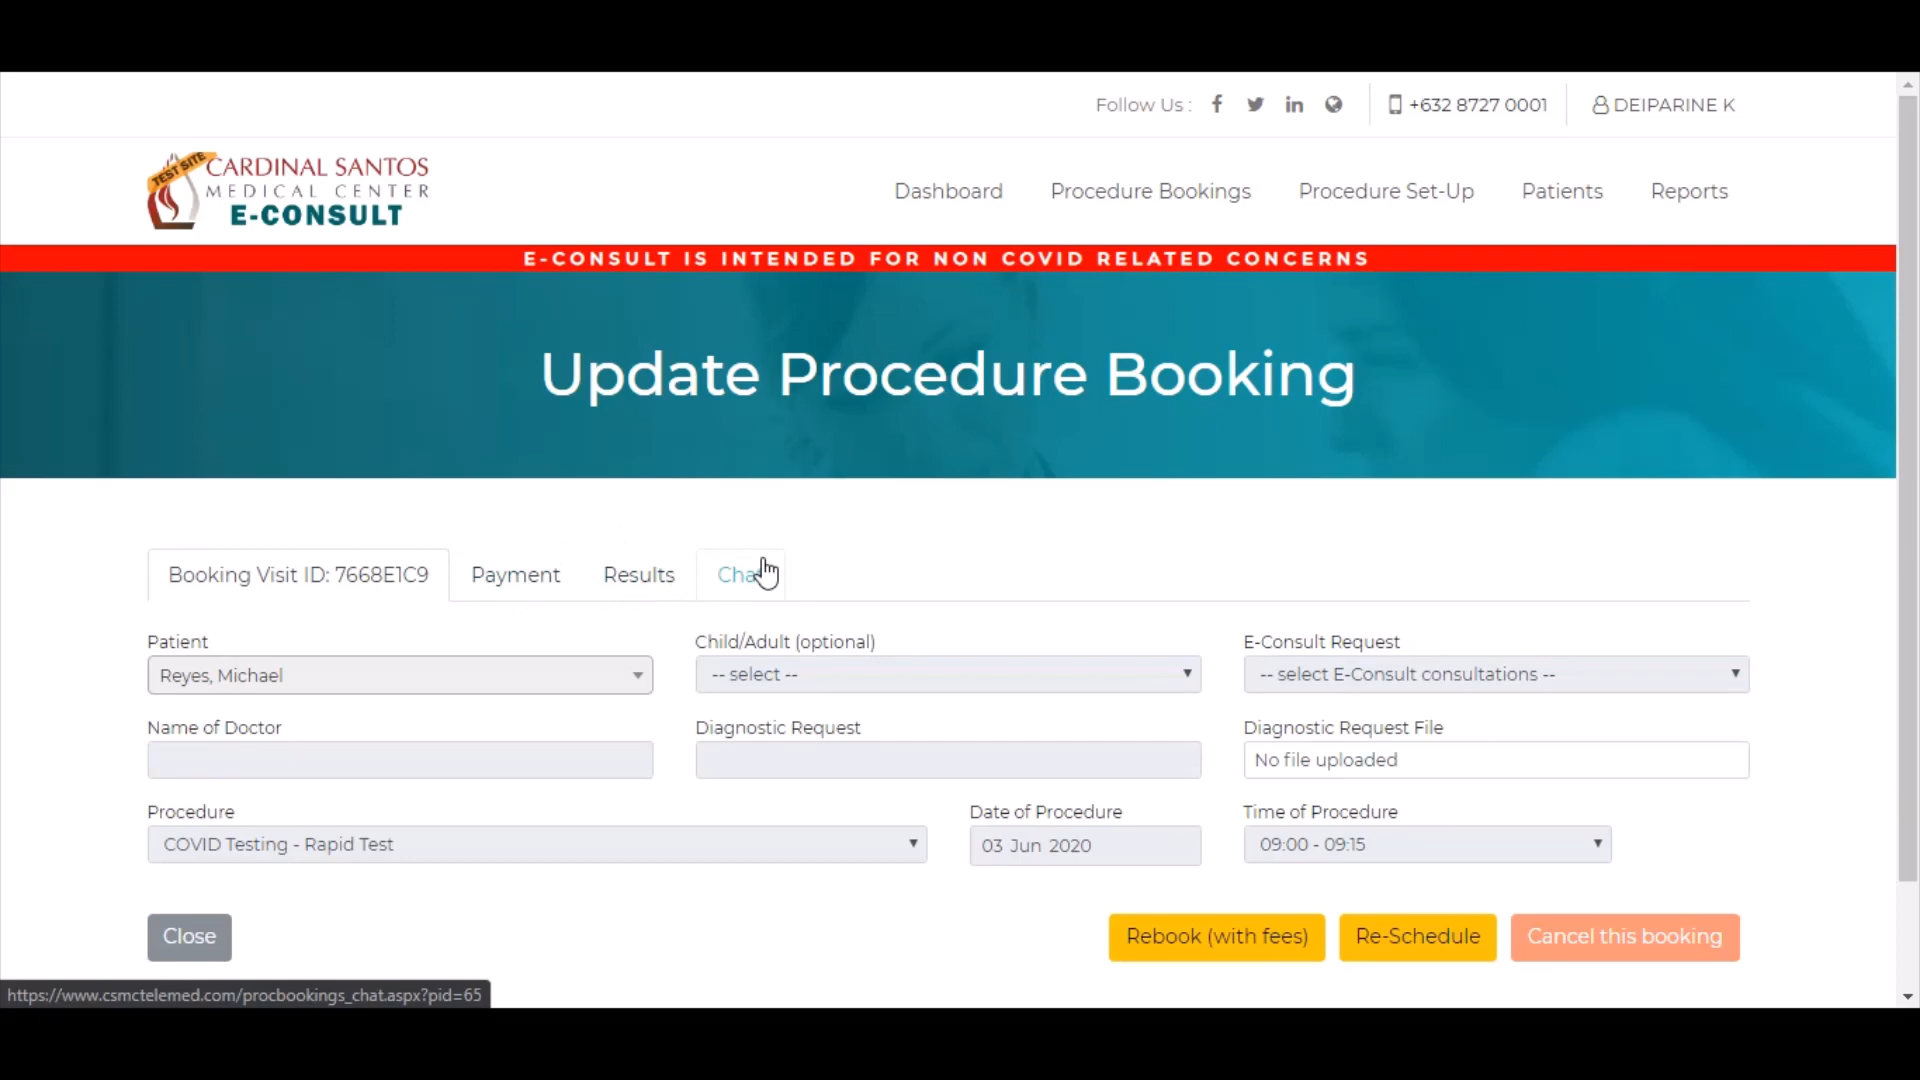 Follow Us :
+632 8727 0001
DEIPARINE K
TEST SITE
CARDINAL SANTOS
MEDICAL CENTER
E-CONSULT
Dashboard
Procedure Bookings
Procedure Set-Up
Patients
Reports
E-CONSULT IS INTENDED FOR NON COVID RELATED CONCERNS
Update Procedure Booking
Booking Visit ID: 7668E1C9
Payment
Results
Chat
Patient
Child/Adult (optional)
E-Consult Request
Reyes, Michael
-- select --
-- select E-Consult consultations --
Name of Doctor
Diagnostic Request
Diagnostic Request File
No file uploaded
Procedure
Date of Procedure
Time of Procedure
COVID Testing - Rapid Test
03 Jun 2020
09:00 - 09:15
Close
Rebook (with fees)
Re-Schedule
Cancel this booking
https://www.csmctelemed.com/procbookings_chat.aspx?pid=65